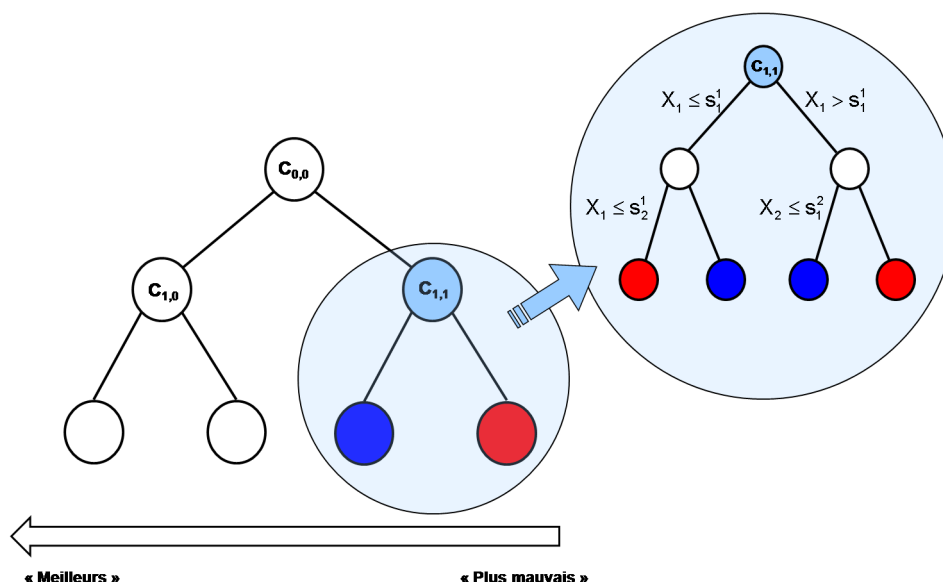 C₁,₁
X₁ ≤ s₁¹
X₁ > s₁¹
C₀,₀
X₁ ≤ s₂¹
X₂ ≤ s₁²
C₁,₀
C₁,₁
« Meilleurs »
« Plus mauvais »